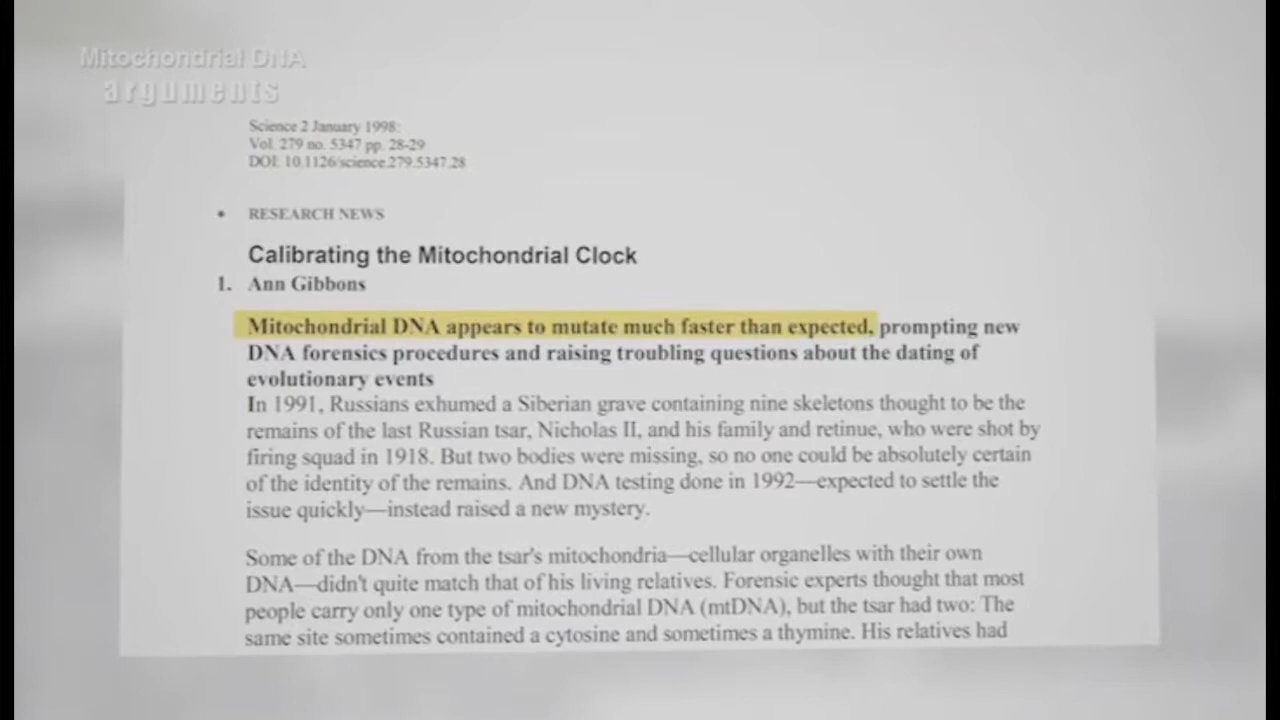 Mitochondrial DNA
arguments
Science 2 January 1998:
Vol. 279 no. 5347 pp. 28-29
DOI: 10.1126/science.279.5347.28
• RESEARCH NEWS
Calibrating the Mitochondrial Clock
1. Ann Gibbons
Mitochondrial DNA appears to mutate much faster than expected, prompting new
DNA forensics procedures and raising troubling questions about the dating of
evolutionary events
In 1991, Russians exhumed a Siberian grave containing nine skeletons thought to be the
remains of the last Russian tsar, Nicholas II, and his family and retinue, who were shot by
firing squad in 1918. But two bodies were missing, so no one could be absolutely certain
of the identity of the remains. And DNA testing done in 1992—expected to settle the
issue quickly—instead raised a new mystery.
Some of the DNA from the tsar's mitochondria—cellular organelles with their own
DNA—didn't quite match that of his living relatives. Forensic experts thought that most
people carry only one type of mitochondrial DNA (mtDNA), but the tsar had two: The
same site sometimes contained a cytosine and sometimes a thymine. His relatives had